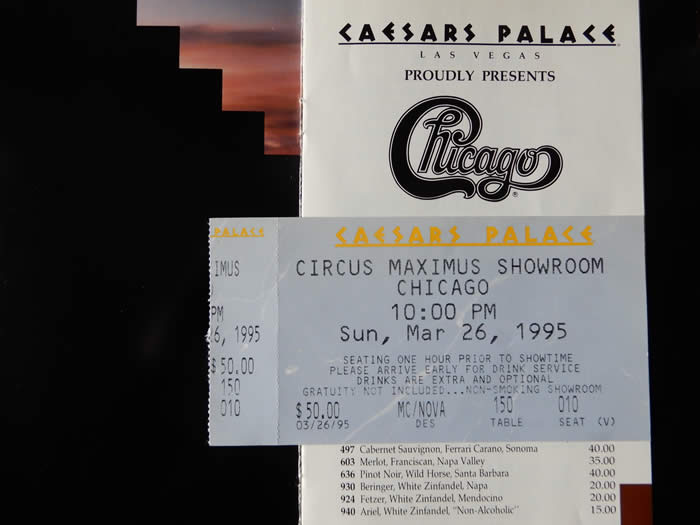 CAESARS PALACE
LAS VEGAS
PROUDLY PRESENTS
Chicago
PALACE
IMUS
PM
6, 1995
$50.00
150
010
CAESARS PALACE
CIRCUS MAXIMUS SHOWROOM
CHICAGO
10:00 PM
Sun, Mar 26, 1995
SEATING ONE HOUR PRIOR TO SHOWTIME
PLEASE ARRIVE EARLY FOR DRINK SERVICE
DRINKS ARE EXTRA AND OPTIONAL
GRATUITY NOT INCLUDED...NON-SMOKING SHOWROOM
$50.00 MC/NOVA 150 010
03/26/95 DES TABLE SEAT (V)
497 Cabernet Sauvignon, Ferrari Carano, Sonoma 40.00
603 Merlot, Franciscan, Napa Valley 35.00
636 Pinot Noir, Wild Horse, Santa Barbara 40.00
930 Beringer, White Zinfandel, Napa 20.00
924 Fetzer, White Zinfandel, Mendocino 20.00
940 Ariel, White Zinfandel, "Non-Alcoholic" 15.00